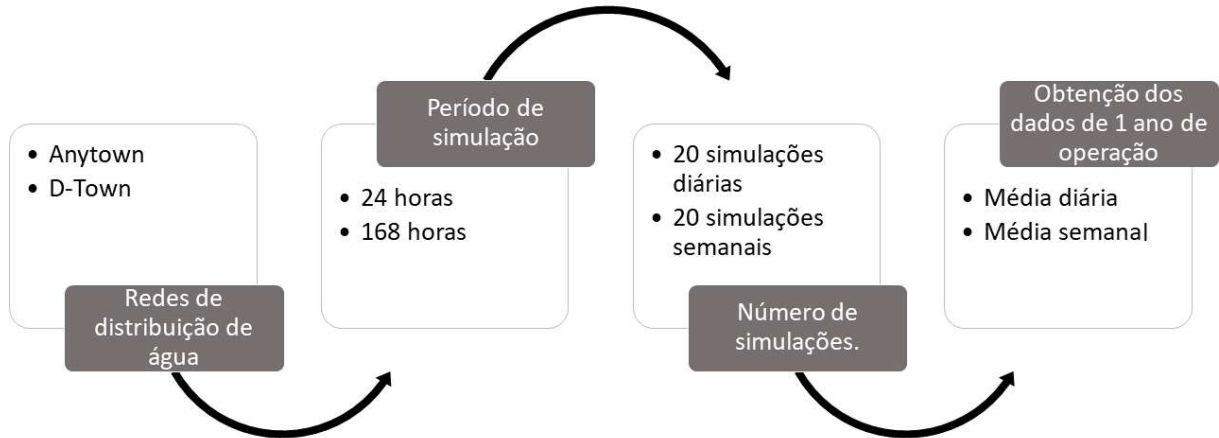 • Anytown
• D-Town
Redes de
distribuição de
água
Período de
simulação
• 24 horas
• 168 horas
• 20 simulações
diárias
• 20 simulações
semanais
Número de
simulações.
Obtenção dos
dados de 1 ano de
operação
• Média diária
• Média semanal